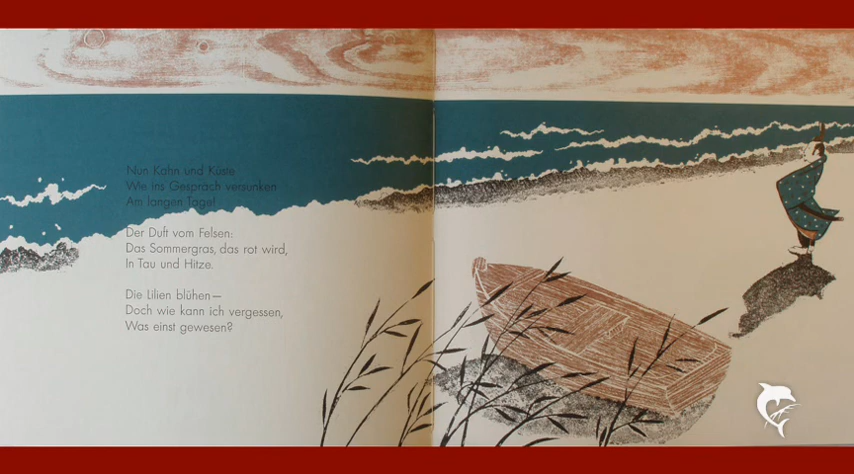 Nun Kahn und Küste
Wie ins Gespräch versunken
Am langen Tage!
Der Duft vom Felsen:
Das Sommergras, das rot wird,
In Tau und Hitze.
Die Lilien blühen—
Doch wie kann ich vergessen,
Was einst gewesen?